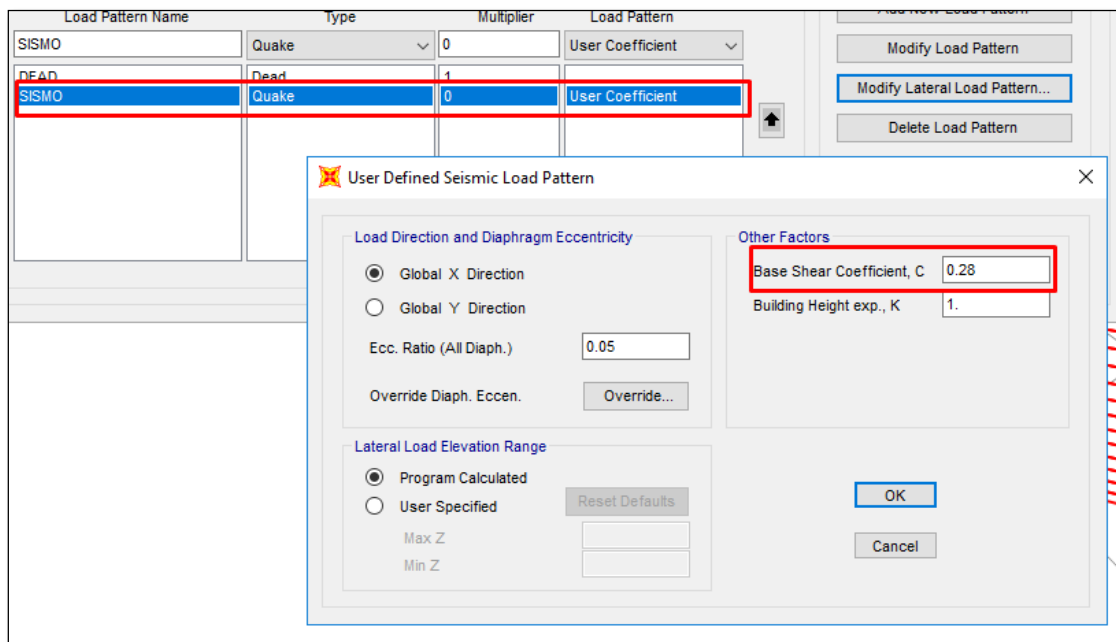 Load Pattern Name Type Multiplier Load Pattern
SISMO Quake 0 User Coefficient
Add New Load Pattern
Modify Load Pattern
Modify Lateral Load Pattern...
Delete Load Pattern
DEAD Dead 1
SISMO Quake 0 User Coefficient
User Defined Seismic Load Pattern
Load Direction and Diaphragm Eccentricity
Global X Direction
Global Y Direction
Ecc. Ratio (All Diaph.) 0.05
Override Diaph. Eccen. Override...
Other Factors
Base Shear Coefficient, C 0.28
Building Height exp., K 1.
Lateral Load Elevation Range
Program Calculated
User Specified Reset Defaults
Max Z
Min Z
OK
Cancel